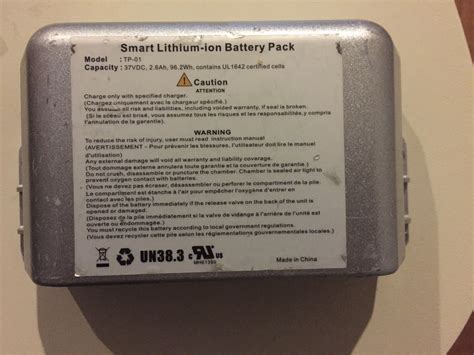 Smart Lithium-ion Battery Pack
Model : TP-01
Capacity : 37VDC, 2.6Ah, 96.2Wh, contains UL1642 certified cells
Caution
ATTENTION
Charge only with specified charger.
(Chargez uniquement avec le chargeur spécifié.)
You assume all risk and liabilities, including voided warranty, if seal is broken.
(Si le sceau est brisé, vous assumez tous les risques et responsabilités, y compris l'annulation de la garantie.)
WARNING
To reduce the risk of injury, user must read instruction manual
(AVERTISSEMENT - Pour prévenir les blessures, l'utilisateur doit lire le manuel
d'utilisation)
Any external damage will void all warranty and liability coverage.
(Tout dommage externe annulera toute garantie et la couverture de la garantie.)
Do not crush, disassemble or puncture the chamber. Chamber is sealed air tight to
prevent oxygen contact with batteries.
(Vous ne devez pas écraser, désassembler ou perforer le compartiment de la pile.
Le compartiment est étanche à l'air pour empêcher l'oxygène d'entrer en contact
avec les piles.)
Dispose of the battery immediately if the relieve valve on the back of the unit is
opened or damaged.
(Disposez de la pile immédiatement si la valve de vidange à l'arrière de l'unité est
ouverte ou endommagée.)
You must recycle this battery according to local government regulations.
(Vous devez recycler cette pile selon les réglementations gouvernementales locales.)
UN38.3
c RU us
Made in China